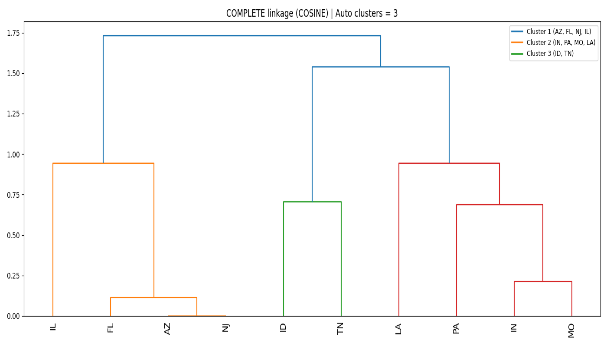 COMPLETE linkage (COSINE) | Auto clusters = 3
Cluster 1 (AZ, FL, NJ, IL)
Cluster 2 (IN, PA, MO, LA)
Cluster 3 (ID, TN)
1.75
1.50
1.25
1.00
0.75
0.50
0.25
0.00
IL FL AZ NJ ID TN LA PA IN MO